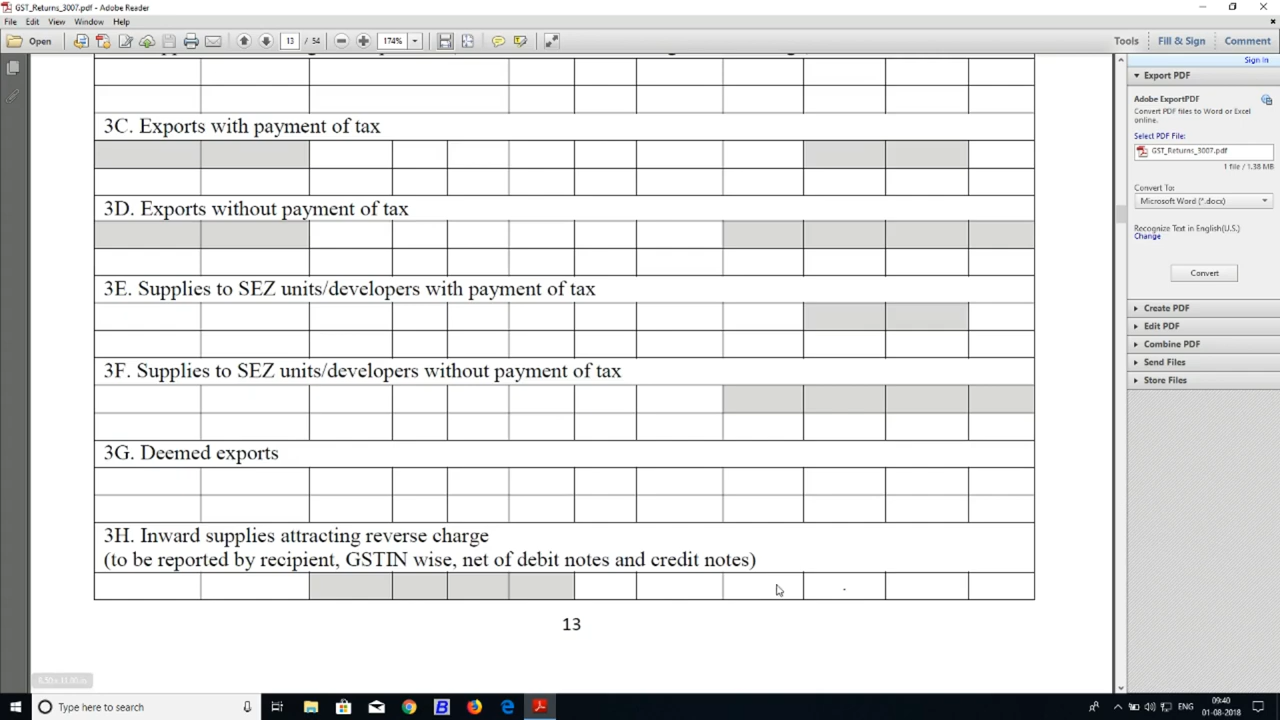 GST_Returns_3007.pdf - Adobe Reader
File Edit View Window Help
Open
13 / 54
174%
Tools
Fill & Sign
Comment
Sign In
3C. Exports with payment of tax
3D. Exports without payment of tax
3E. Supplies to SEZ units/developers with payment of tax
3F. Supplies to SEZ units/developers without payment of tax
3G. Deemed exports
3H. Inward supplies attracting reverse charge
(to be reported by recipient, GSTIN wise, net of debit notes and credit notes)
13
Export PDF
Adobe ExportPDF
Convert PDF files to Word or Excel
online.
Select PDF File:
GST_Returns_3007.pdf
1 file / 1.38 MB
Convert To:
Microsoft Word (*.docx)
Recognize Text in English(U.S.)
Change
Convert
Create PDF
Edit PDF
Combine PDF
Send Files
Store Files
Type here to search
ENG
09:40
01-08-2018